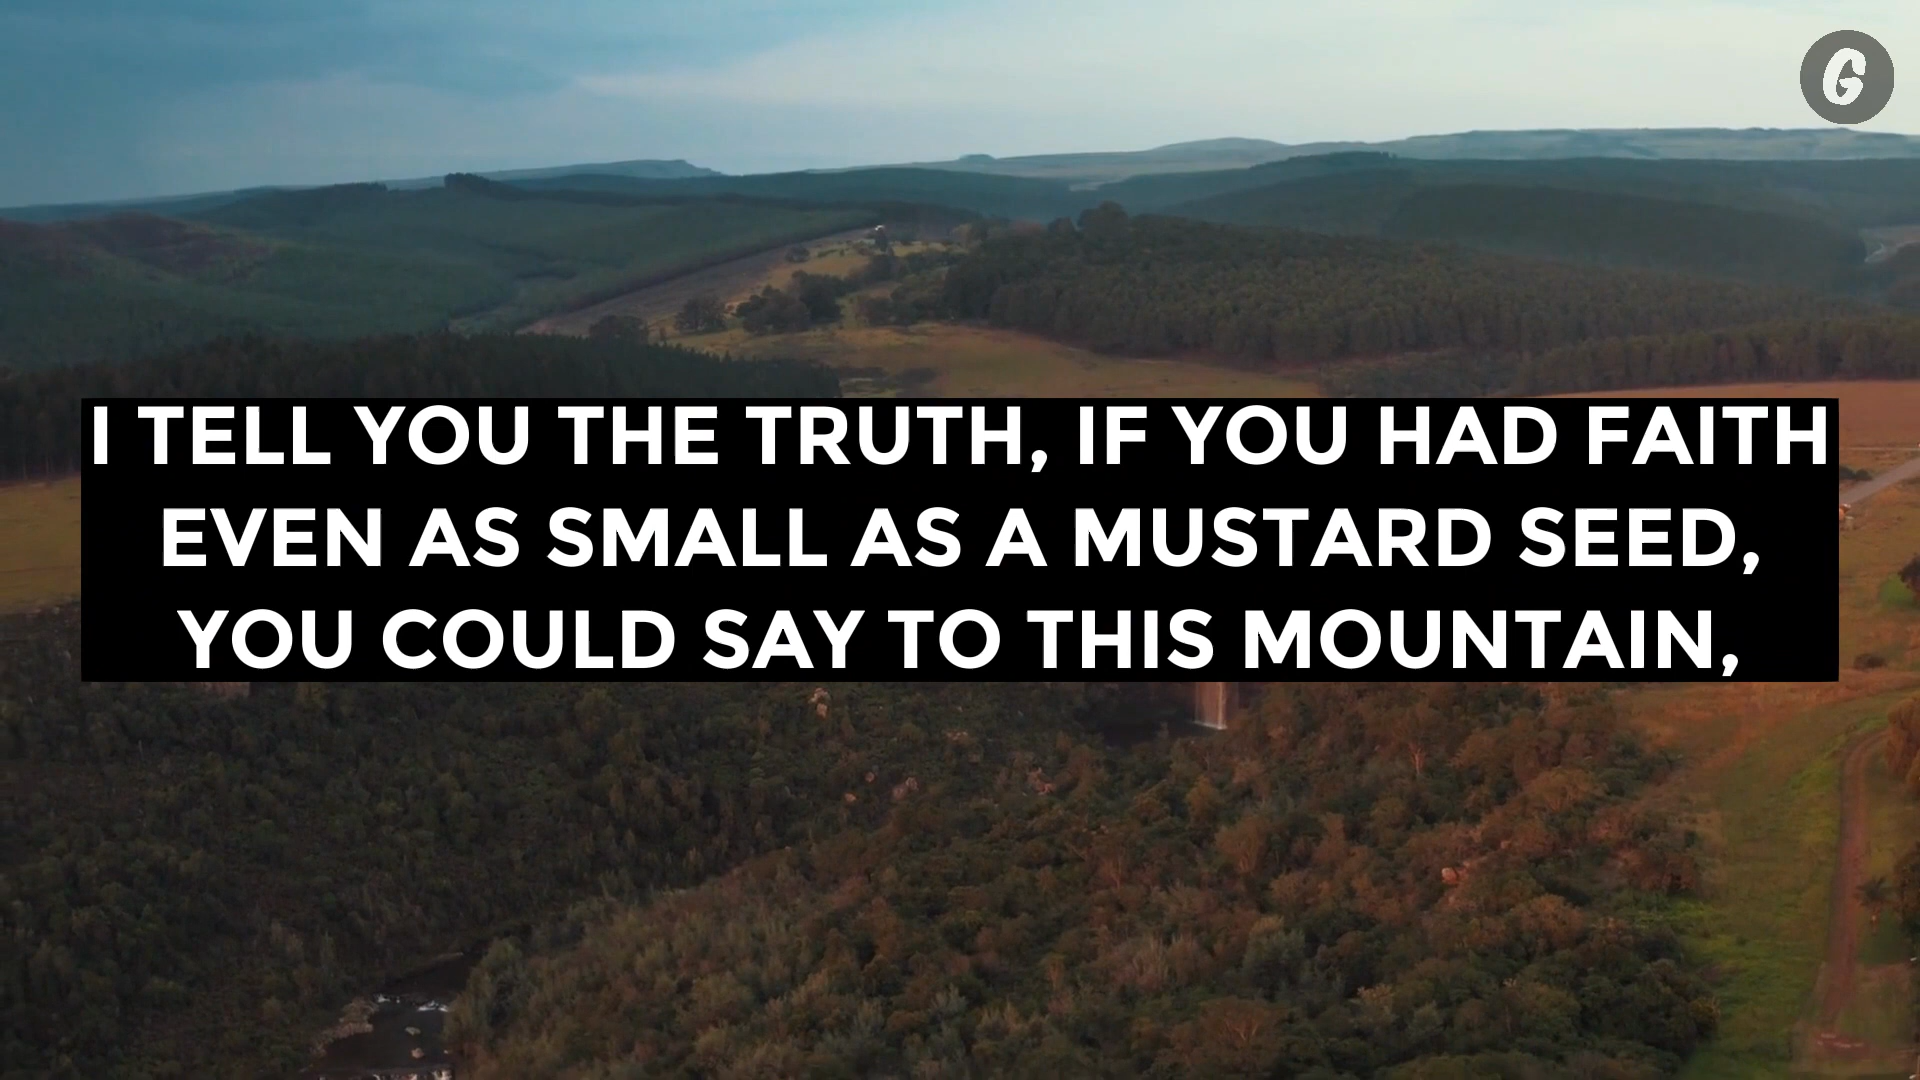 G
I TELL YOU THE TRUTH, IF YOU HAD FAITH
EVEN AS SMALL AS A MUSTARD SEED,
YOU COULD SAY TO THIS MOUNTAIN,